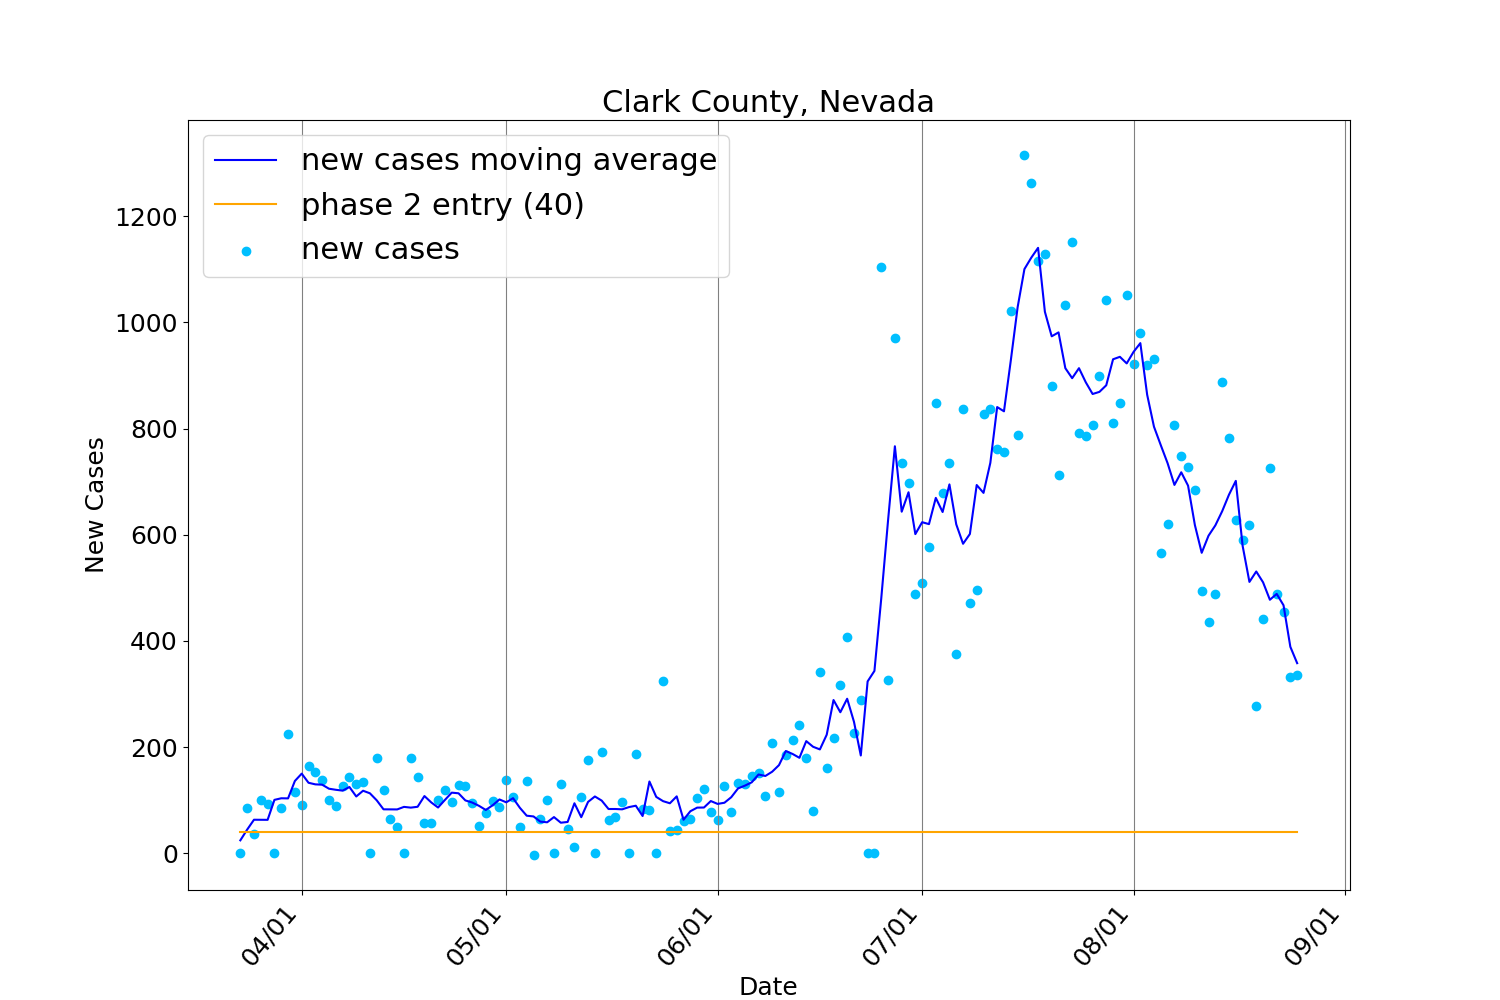 Clark County, Nevada
new cases moving average
phase 2 entry (40)
new cases
1200
1000
800
600
400
200
0
New Cases
04/01
05/01
06/01
07/01
08/01
09/01
Date